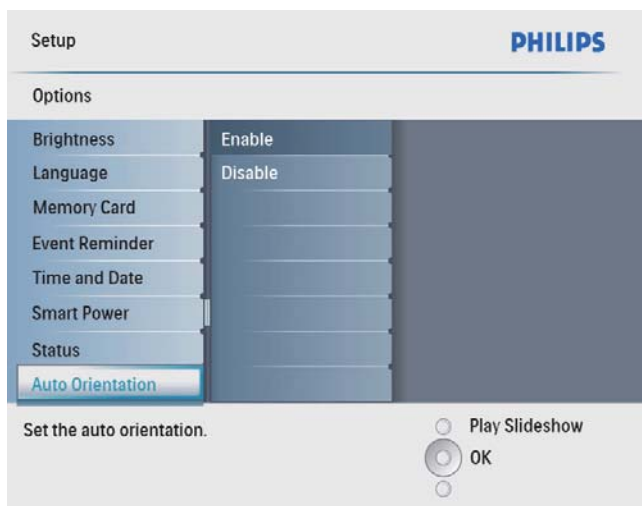 Setup
PHILIPS
Options
Brightness
Language
Memory Card
Event Reminder
Time and Date
Smart Power
Status
Auto Orientation
Enable
Disable
Set the auto orientation.
Play Slideshow
OK